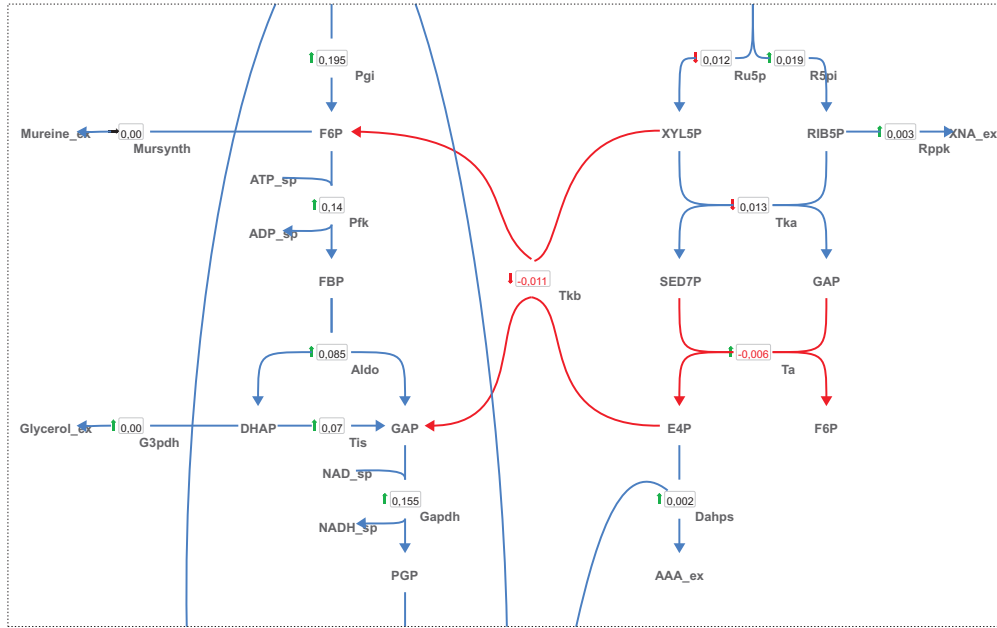 0,195
Pgi
0,012
Ru5p
0,019
R5pi
Mureine_ex
0,00
Mursynth
F6P
XYL5P
RIB5P
0,003
Rppk
XNA_ex
ATP_sp
0,14
Pfk
ADP_sp
0,013
Tka
FBP
-0,011
Tkb
SED7P
GAP
0,085
Aldo
-0,006
Ta
Glycerol_ex
0,00
G3pdh
DHAP
0,07
Tis
GAP
E4P
F6P
NAD_sp
0,155
Gapdh
NADH_sp
0,002
Dahps
PGP
AAA_ex